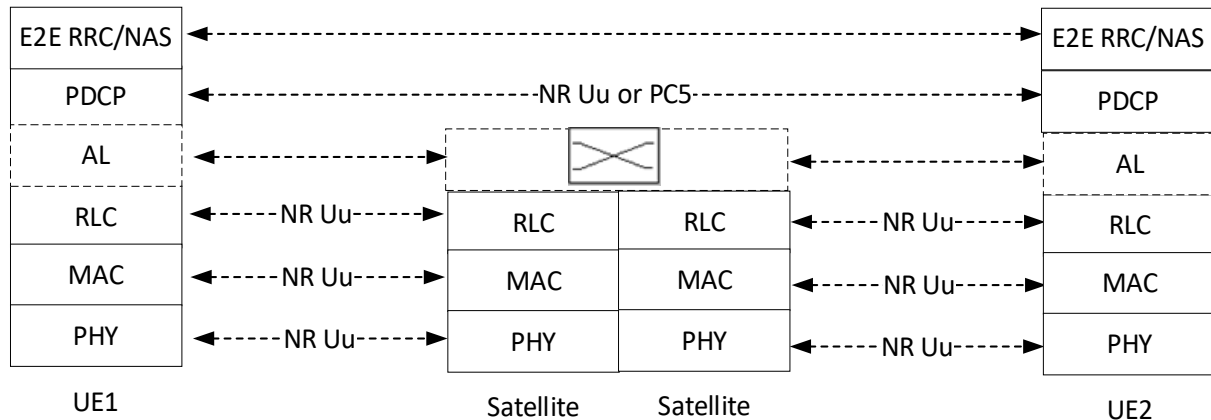 E2E RRC/NAS
E2E RRC/NAS
PDCP
NR Uu or PC5
PDCP
AL
AL
RLC
NR Uu
RLC
RLC
NR Uu
RLC
MAC
NR Uu
MAC
MAC
NR Uu
MAC
PHY
NR Uu
PHY
PHY
NR Uu
PHY
UE1
Satellite
Satellite
UE2